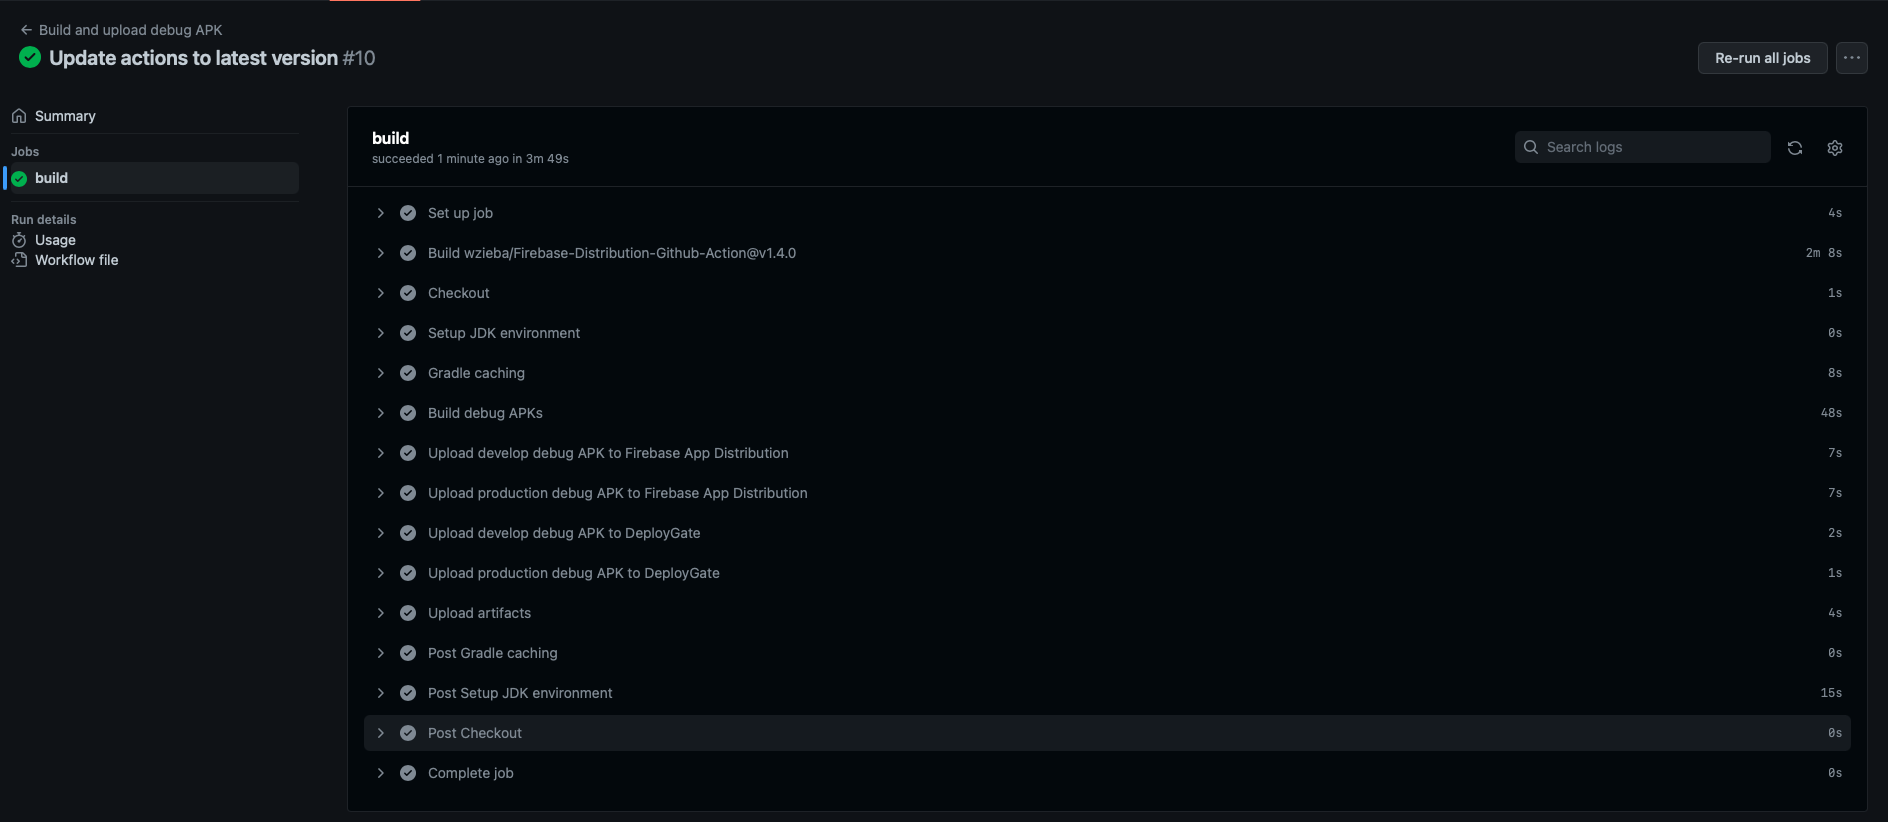 Build and upload debug APK
Update actions to latest version #10
Re-run all jobs
Summary
Jobs
build
Run details
Usage
Workflow file
build
succeeded 1 minute ago in 3m 49s
Search logs
Set up job 4s
Build wzieba/Firebase-Distribution-Github-Action@v1.4.0 2m 8s
Checkout 1s
Setup JDK environment 0s
Gradle caching 8s
Build debug APKs 48s
Upload develop debug APK to Firebase App Distribution 7s
Upload production debug APK to Firebase App Distribution 7s
Upload develop debug APK to DeployGate 2s
Upload production debug APK to DeployGate 1s
Upload artifacts 4s
Post Gradle caching 0s
Post Setup JDK environment 15s
Post Checkout 0s
Complete job 0s